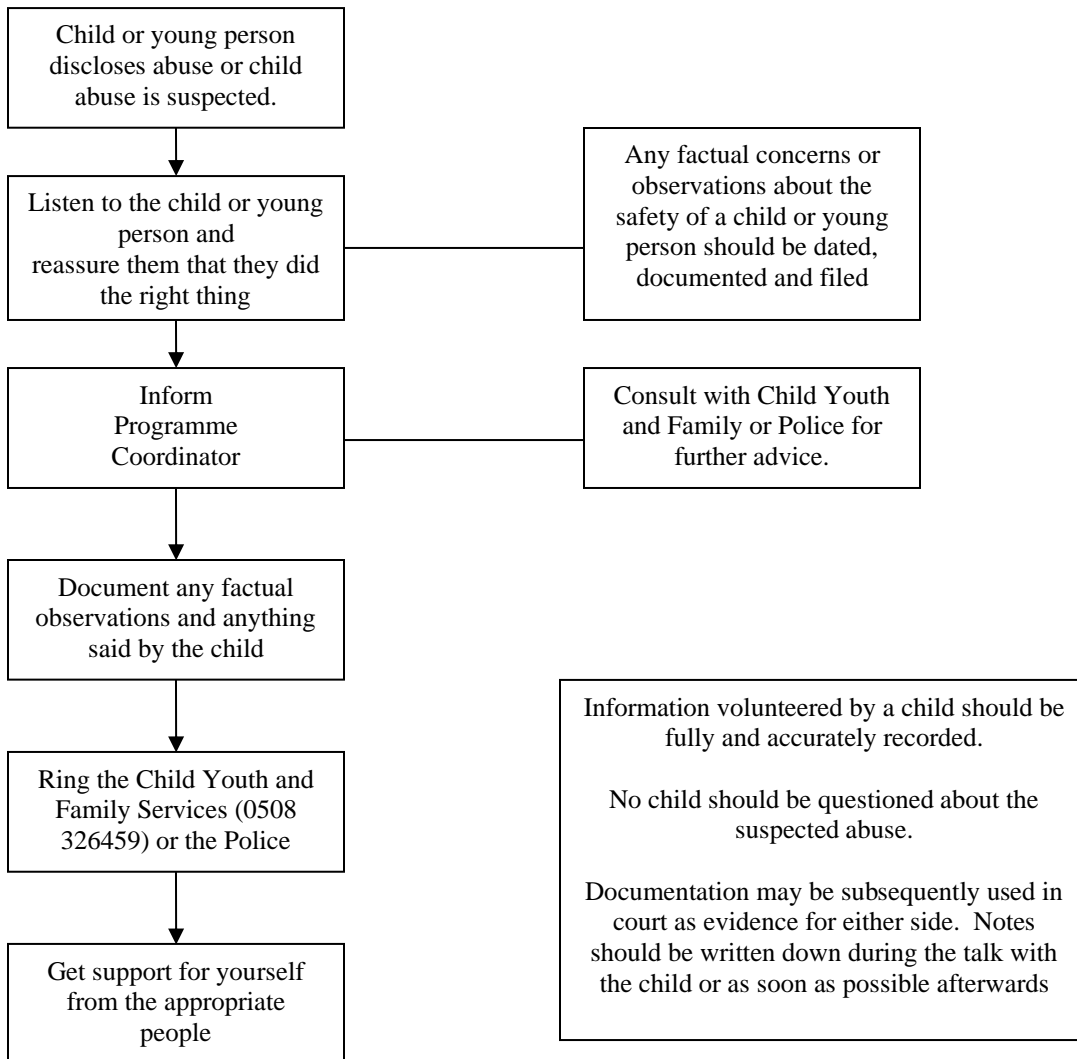 Child or young person
discloses abuse or child
abuse is suspected.
Listen to the child or young
person and
reassure them that they did
the right thing
Any factual concerns or
observations about the
safety of a child or young
person should be dated,
documented and filed
Inform
Programme
Coordinator
Consult with Child Youth
and Family or Police for
further advice.
Document any factual
observations and anything
said by the child
Ring the Child Youth and
Family Services (0508
326459) or the Police
Get support for yourself
from the appropriate
people
Information volunteered by a child should be
fully and accurately recorded.
No child should be questioned about the
suspected abuse.
Documentation may be subsequently used in
court as evidence for either side.  Notes
should be written down during the talk with
the child or as soon as possible afterwards